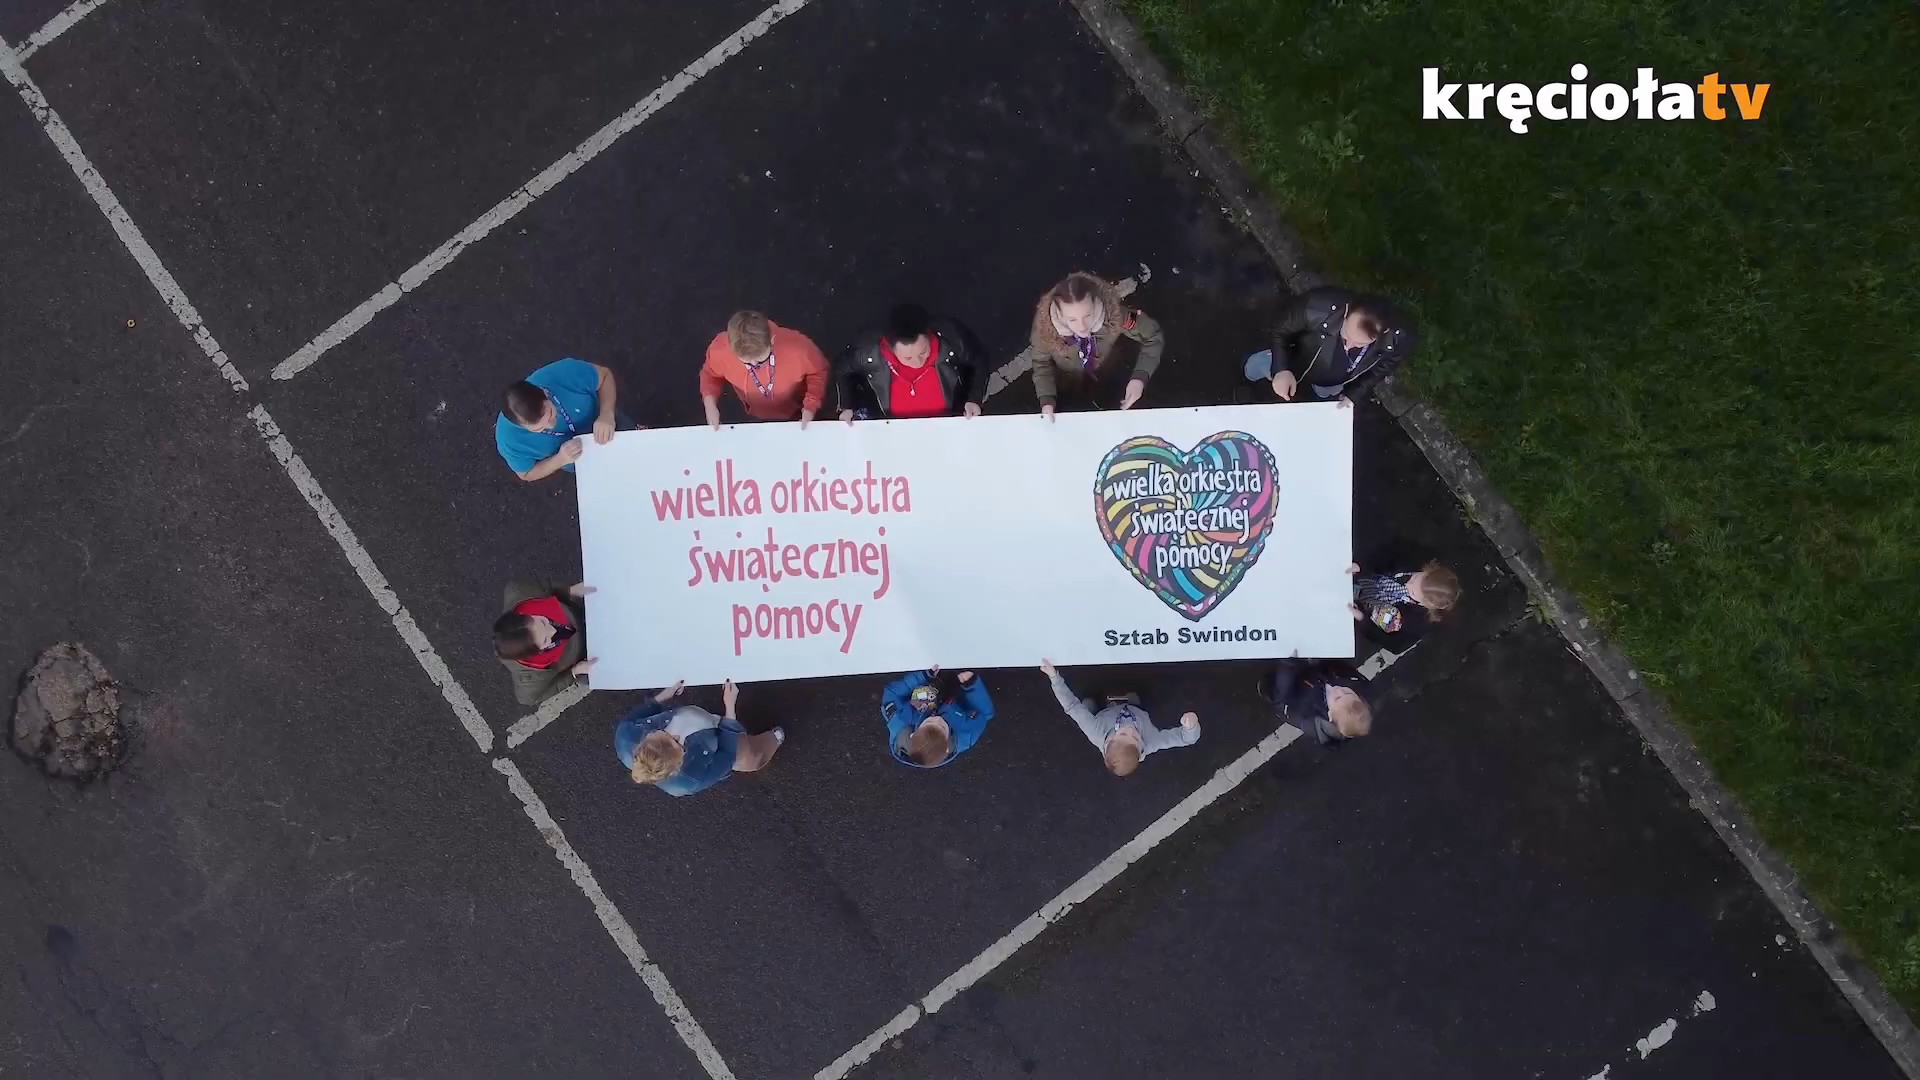 kręciołatv
wielka orkiestra
świątecznej
pomocy
wielka orkiestra
świątecznej
pomocy
Sztab Swindon